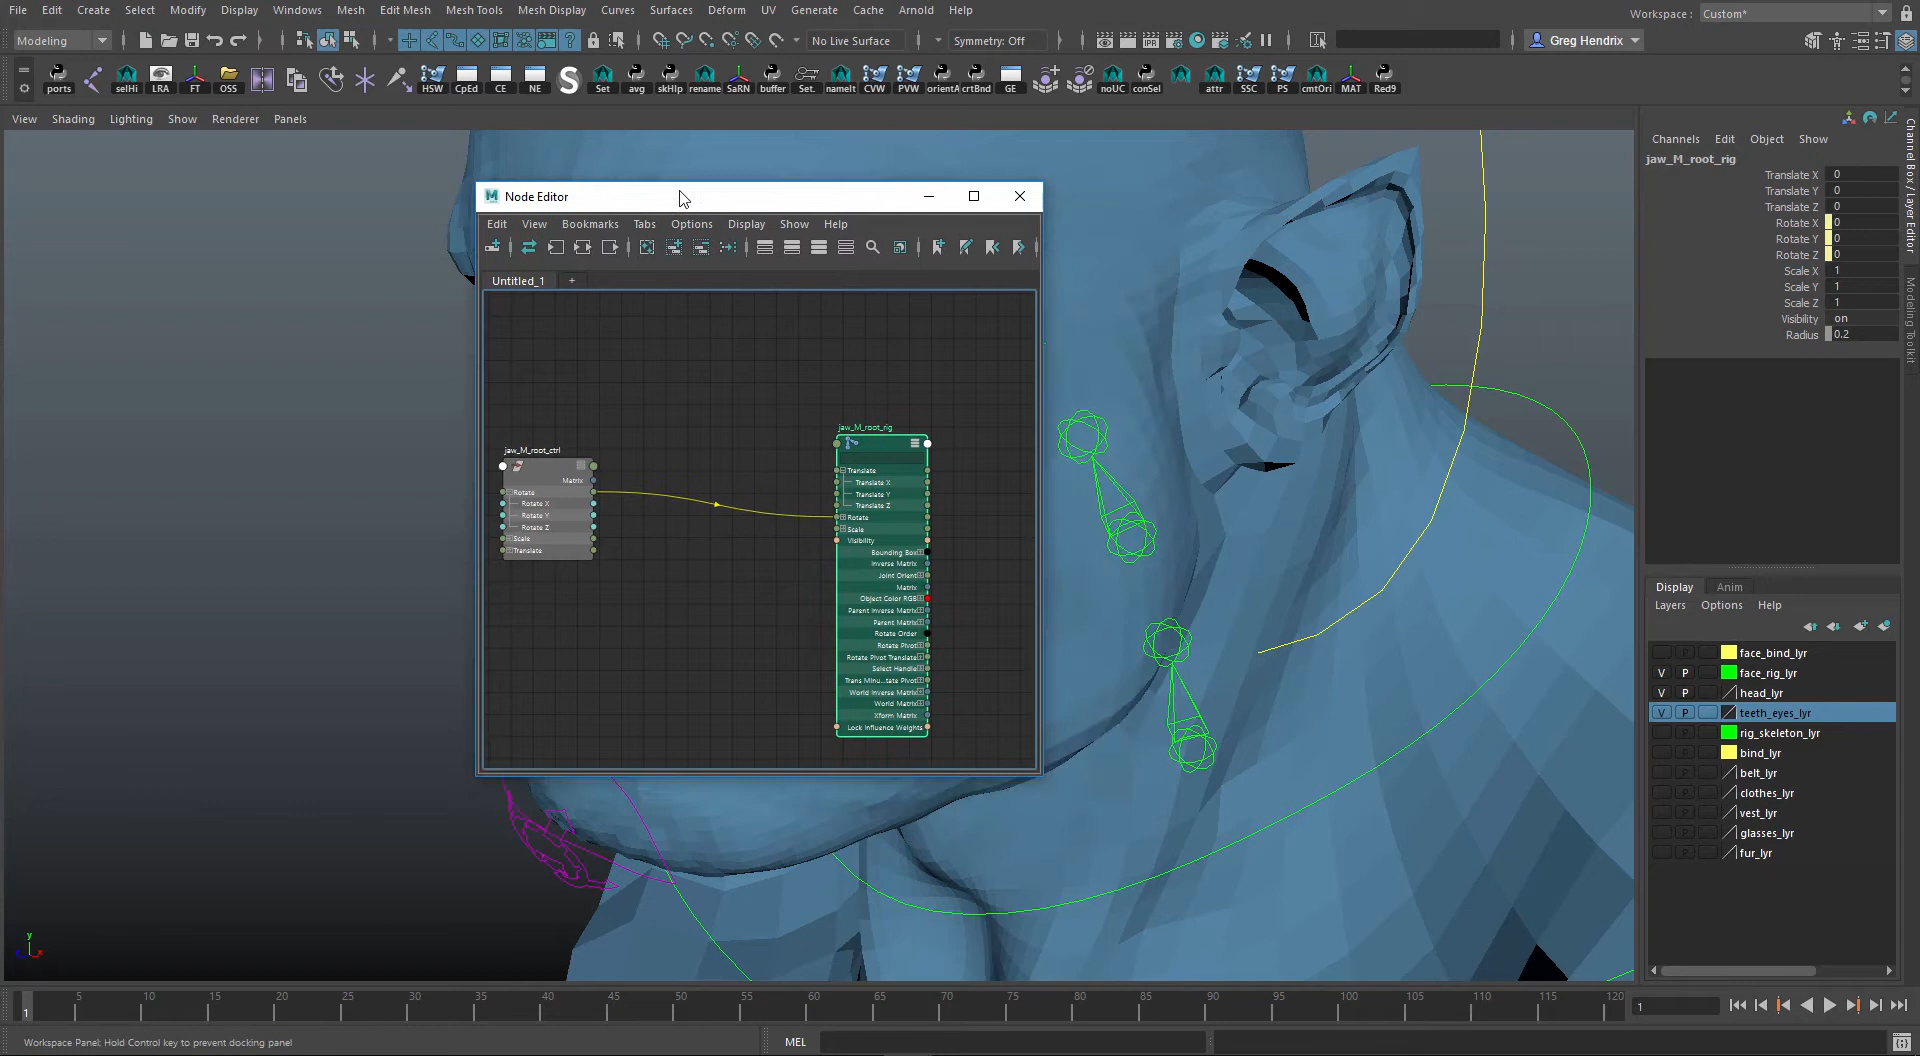 File Edit Create Select Modify Display Windows Mesh Edit Mesh Mesh Tools Mesh Display Curves Surfaces Deform UV Generate Cache Arnold Help
Workspace : Custom*
Modeling No Live Surface Symmetry: Off Greg Hendrix
ports selHi LRA FT OSS HSW CpEd CE NE Set avg skHlp rename SaRN buffer Set. nameIt CVW PVW orientA crtBnd GE noUC conSel attr SSC PS cmtOri MAT Red9
View Shading Lighting Show Renderer Panels
Channels Edit Object Show
jaw_M_root_rig
Translate X 0
Translate Y 0
Translate Z 0
Rotate X 0
Rotate Y 0
Rotate Z 0
Scale X 1
Scale Y 1
Scale Z 1
Visibility on
Radius 0.2
Channel Box / Layer Editor
Modeling Toolkit
Node Editor
Edit View Bookmarks Tabs Options Display Show Help
Untitled_1 +
jaw_M_root_ctrl
Matrix
Rotate
Rotate X
Rotate Y
Rotate Z
Scale
Translate
jaw_M_root_rig
Translate
Translate X
Translate Y
Translate Z
Rotate
Scale
Visibility
Bounding Box
Inverse Matrix
Joint Orient
Matrix
Object Color RGB
Parent Inverse Matrix
Parent Matrix
Rotate Order
Rotate Pivot
Rotate Pivot Translate
Select Handle
Trans Minu...tate Pivot
World Inverse Matrix
World Matrix
Xform Matrix
Lock Influence Weights
Display Anim
Layers Options Help
P face_bind_lyr
V P face_rig_lyr
V P head_lyr
V P teeth_eyes_lyr
P rig_skeleton_lyr
P bind_lyr
P belt_lyr
P clothes_lyr
P vest_lyr
P glasses_lyr
P fur_lyr
y
x
1 5 10 15 20 25 30 35 40 45 50 55 60 65 70 75 80 85 90 95 100 105 110 115 120
1
Workspace Panel: Hold Control key to prevent docking panel
MEL